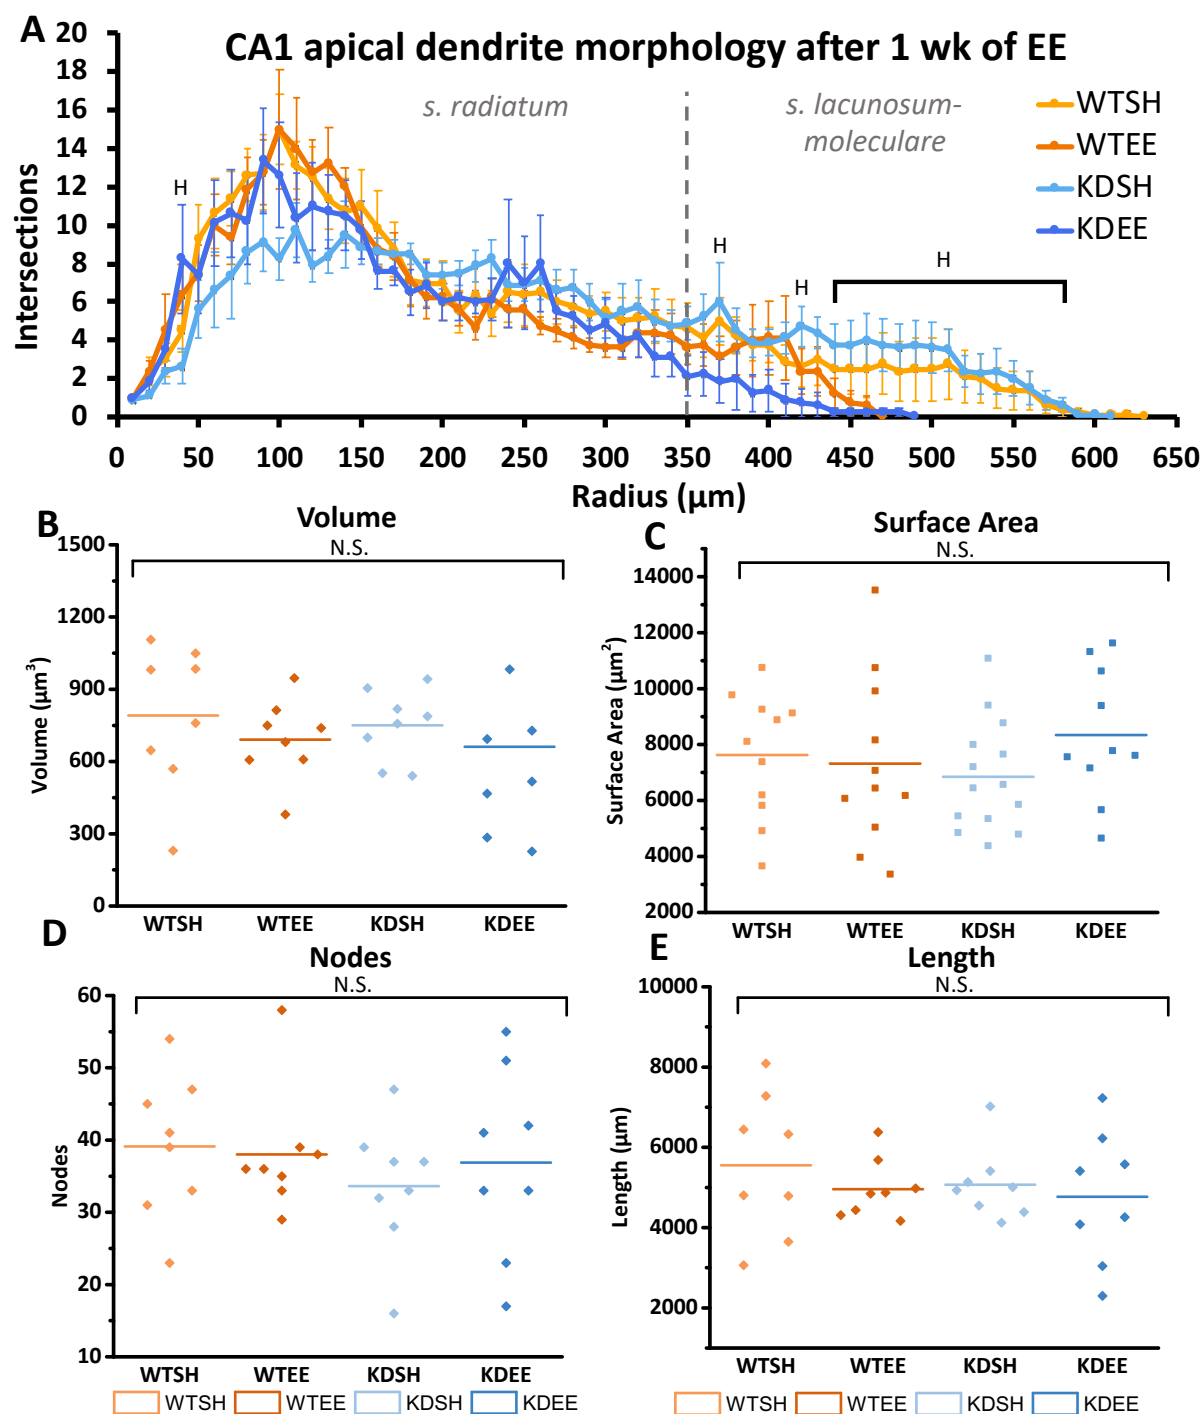 A
CA1 apical dendrite morphology after 1 wk of EE
s. radiatum
s. lacunosum-
moleculare
WTSH
WTEE
KDSH
KDEE
Intersections
20
18
16
14
12
10
8
6
4
2
0
H
H
H
H
0 50 100 150 200 250 300 350 400 450 500 550 600 650
Radius (µm)
B
Volume
N.S.
Volume (µm³)
1500
1200
900
600
300
0
WTSH WTEE KDSH KDEE
C
Surface Area
N.S.
Surface Area (µm²)
14000
12000
10000
8000
6000
4000
2000
WTSH WTEE KDSH KDEE
D
Nodes
N.S.
Nodes
60
50
40
30
20
10
WTSH WTEE KDSH KDEE
WTSH WTEE KDSH KDEE
E
Length
N.S.
Length (µm)
10000
8000
6000
4000
2000
WTSH WTEE KDSH KDEE
WTSH WTEE KDSH KDEE